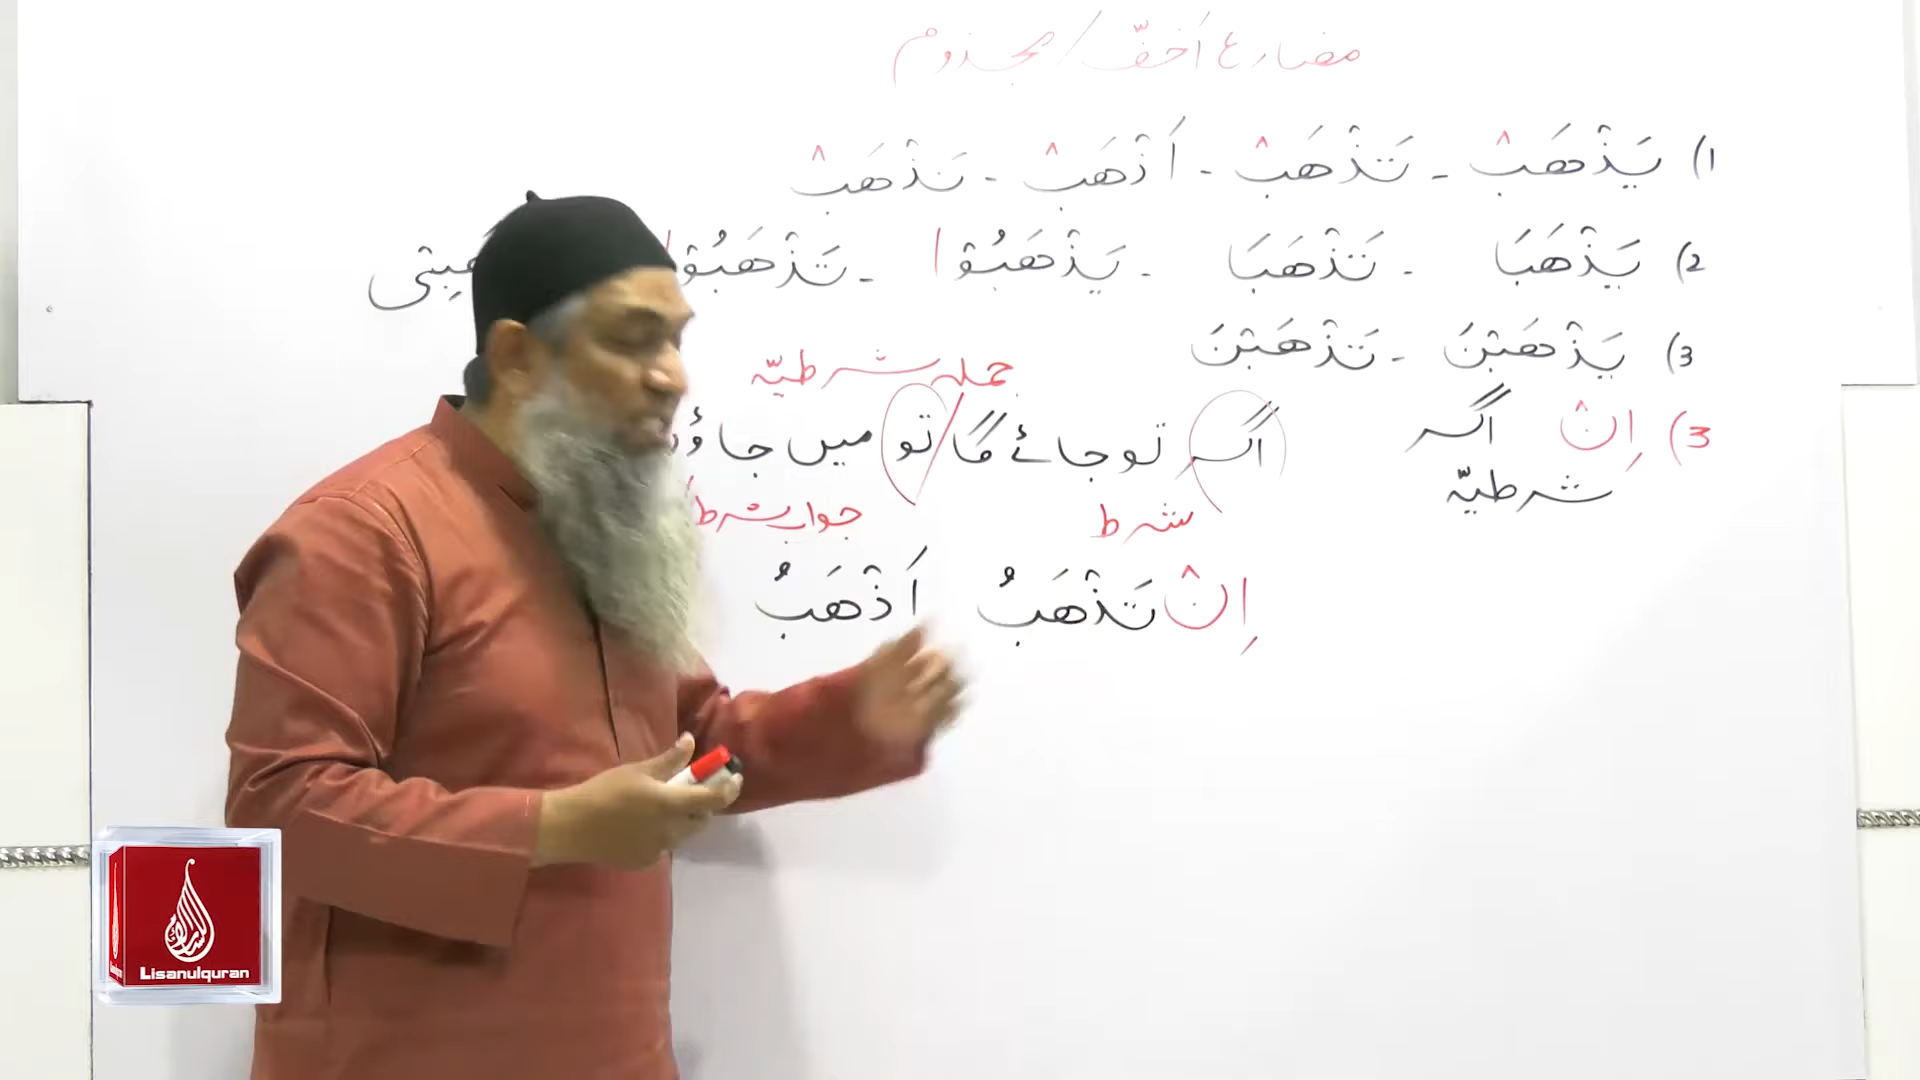 مضارع اَخفّ / مجزوم
1) يَذْهَبْ - تَذْهَبْ - اَذْهَبْ - نَذْهَبْ
2) يَذْهَبَا - تَذْهَبَا - يَذْهَبُوْا - تَذْهَبُوْا
3) يَذْهَبْنَ - تَذْهَبْنَ
جملہ شرطیّہ
3) اِنْ اگر اگر تو جائے گا / تو میں جاؤں
شرطیّہ
شرط جواب شرط
اِنْ تَذْهَبُ اَذْهَبُ
Lisanulquran